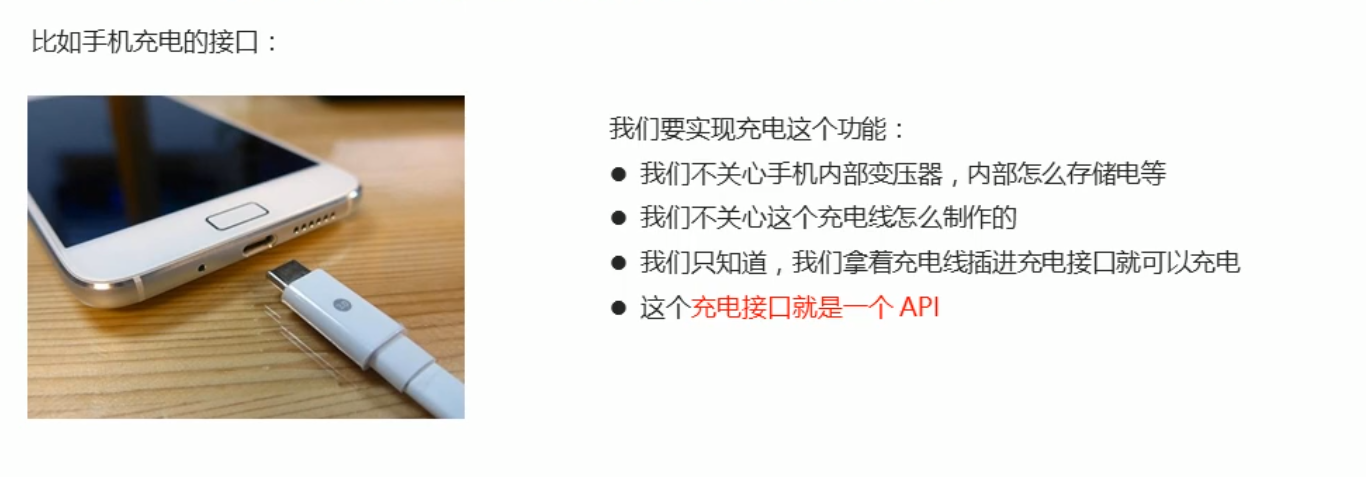 比如手机充电的接口：
我们要实现充电这个功能：
● 我们不关心手机内部变压器，内部怎么存储电等
● 我们不关心这个充电线怎么制作的
● 我们只知道，我们拿着充电线插进充电接口就可以充电
● 这个充电接口就是一个 API